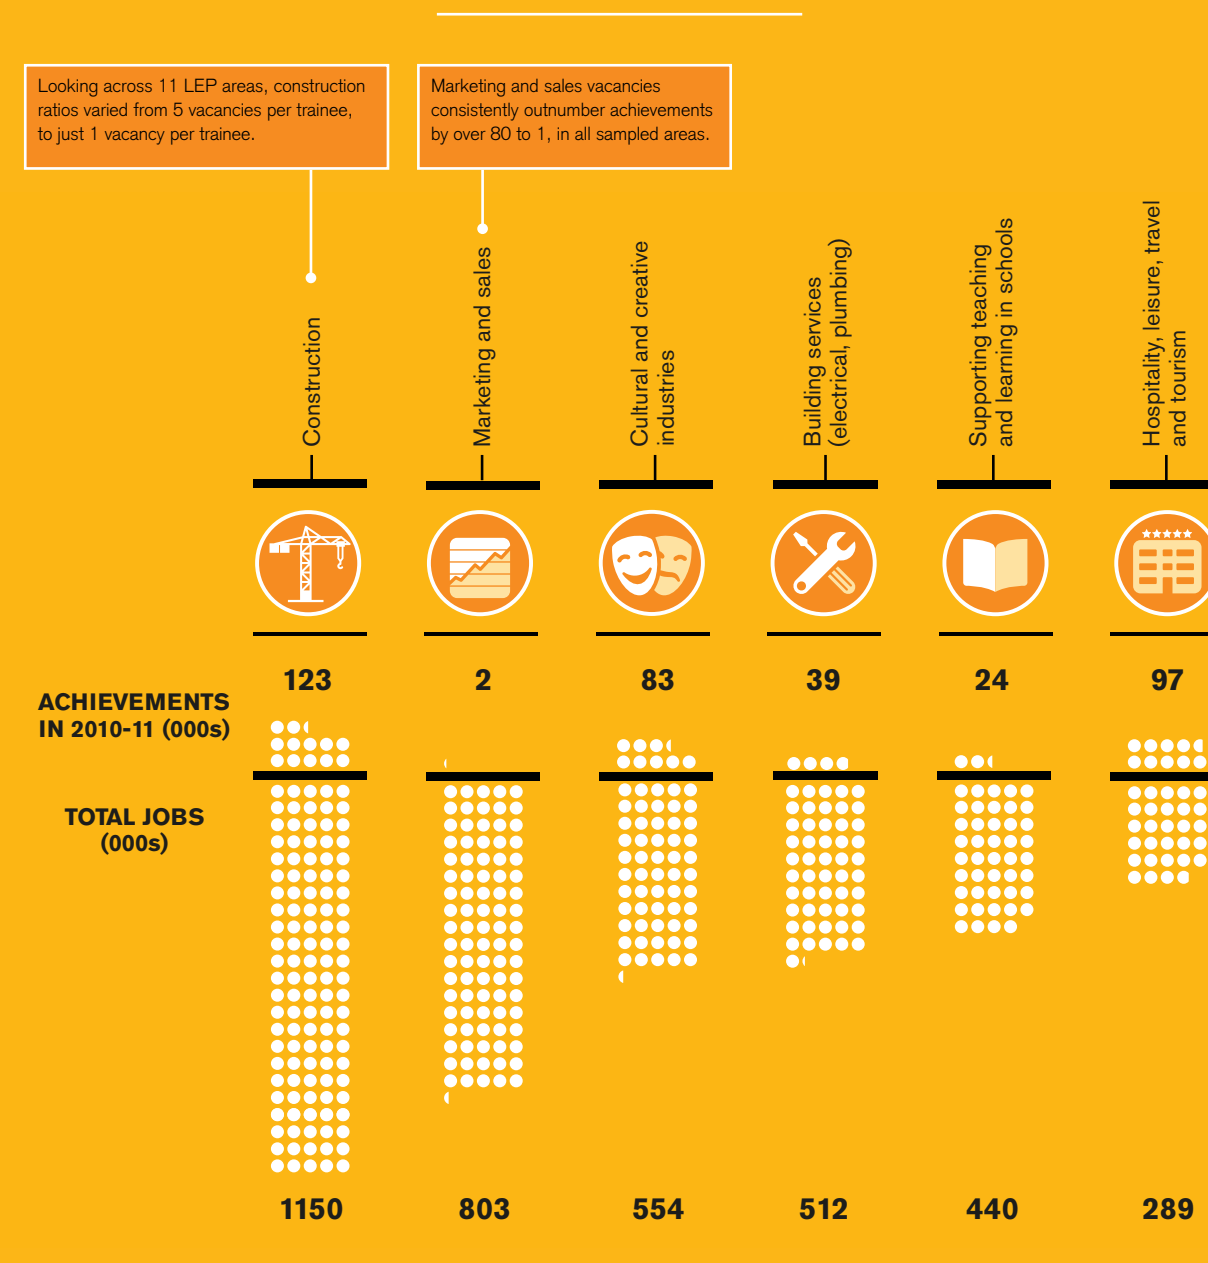 Looking across 11 LEP areas, construction
ratios varied from 5 vacancies per trainee,
to just 1 vacancy per trainee.
Marketing and sales vacancies
consistently outnumber achievements
by over 80 to 1, in all sampled areas.
Construction
Marketing and sales
Cultural and creative
industries
Building services
(electrical, plumbing)
Supporting teaching
and learning in schools
Hospitality, leisure, travel
and tourism
ACHIEVEMENTS
IN 2010-11 (000s)
123 2 83 39 24 97
TOTAL JOBS
(000s)
1150 803 554 512 440 289